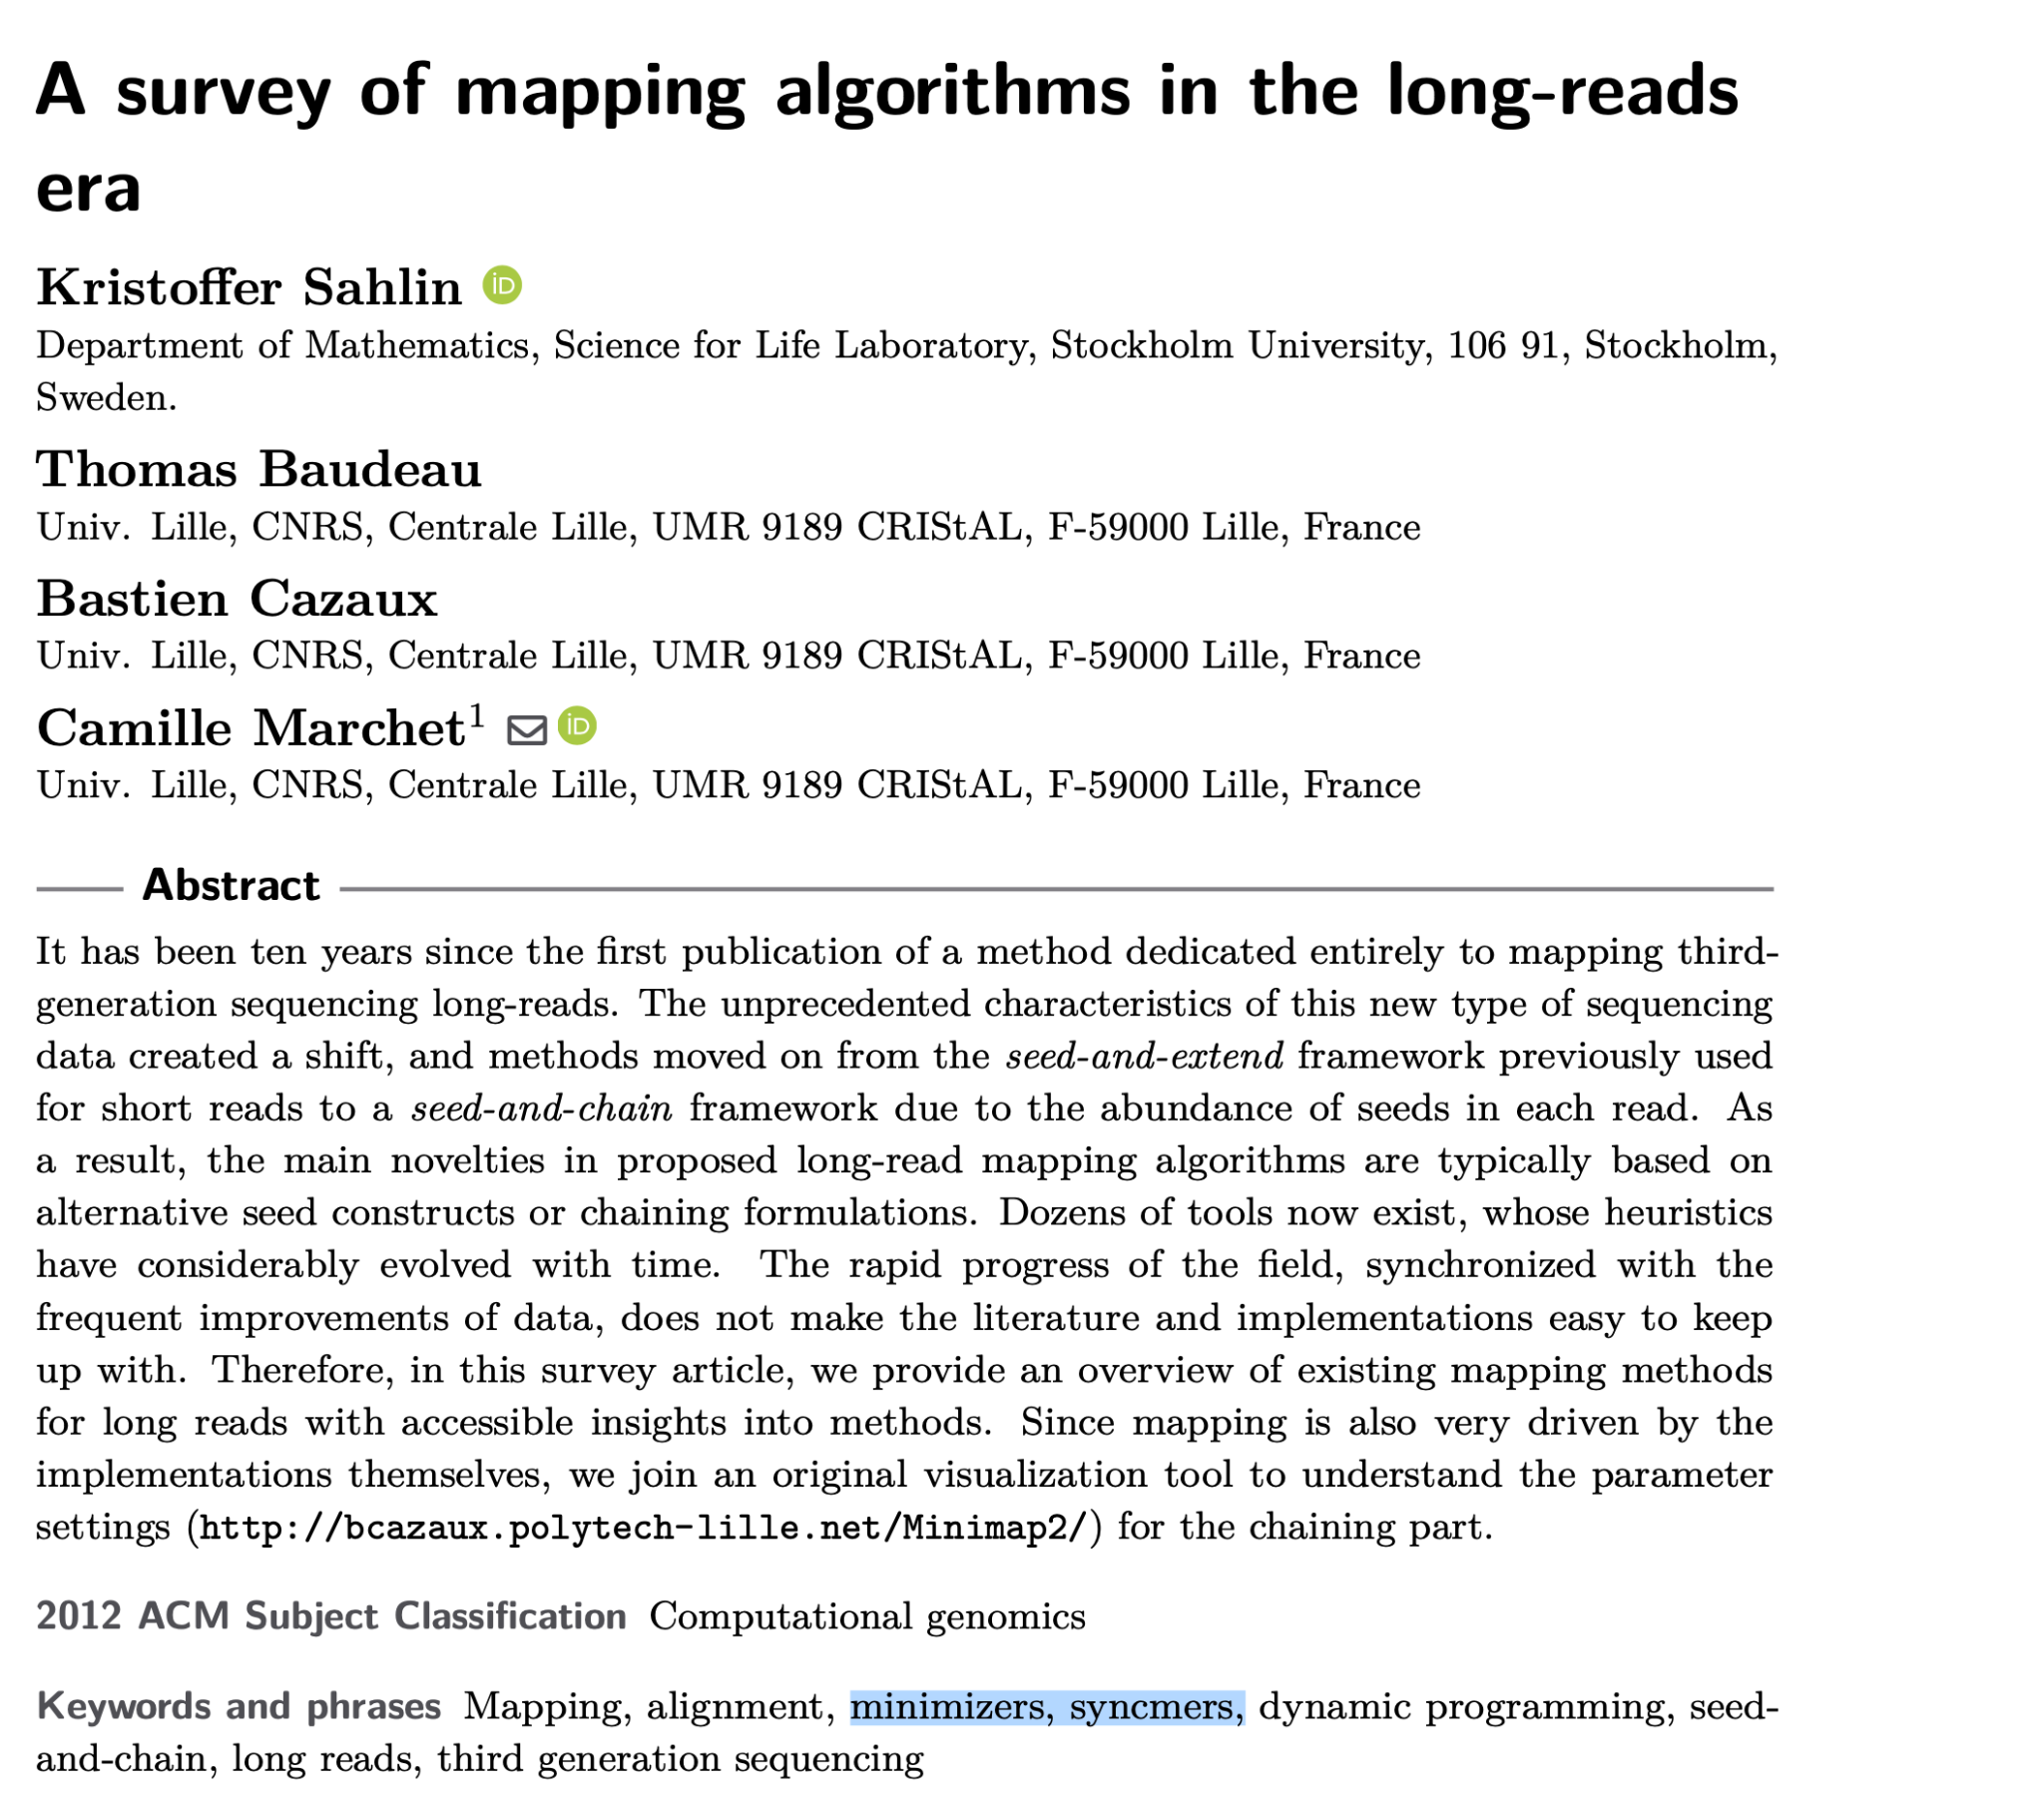 A survey of mapping algorithms in the long-reads
era
Kristoffer Sahlin iD
Department of Mathematics, Science for Life Laboratory, Stockholm University, 106 91, Stockholm,
Sweden.
Thomas Baudeau
Univ. Lille, CNRS, Centrale Lille, UMR 9189 CRIStAL, F-59000 Lille, France
Bastien Cazaux
Univ. Lille, CNRS, Centrale Lille, UMR 9189 CRIStAL, F-59000 Lille, France
Camille Marchet¹ iD
Univ. Lille, CNRS, Centrale Lille, UMR 9189 CRIStAL, F-59000 Lille, France
Abstract
It has been ten years since the first publication of a method dedicated entirely to mapping third-
generation sequencing long-reads. The unprecedented characteristics of this new type of sequencing
data created a shift, and methods moved on from the seed-and-extend framework previously used
for short reads to a seed-and-chain framework due to the abundance of seeds in each read. As
a result, the main novelties in proposed long-read mapping algorithms are typically based on
alternative seed constructs or chaining formulations. Dozens of tools now exist, whose heuristics
have considerably evolved with time. The rapid progress of the field, synchronized with the
frequent improvements of data, does not make the literature and implementations easy to keep
up with. Therefore, in this survey article, we provide an overview of existing mapping methods
for long reads with accessible insights into methods. Since mapping is also very driven by the
implementations themselves, we join an original visualization tool to understand the parameter
settings (http://bcazaux.polytech-lille.net/Minimap2/) for the chaining part.
2012 ACM Subject Classification Computational genomics
Keywords and phrases Mapping, alignment, minimizers, syncmers, dynamic programming, seed-
and-chain, long reads, third generation sequencing